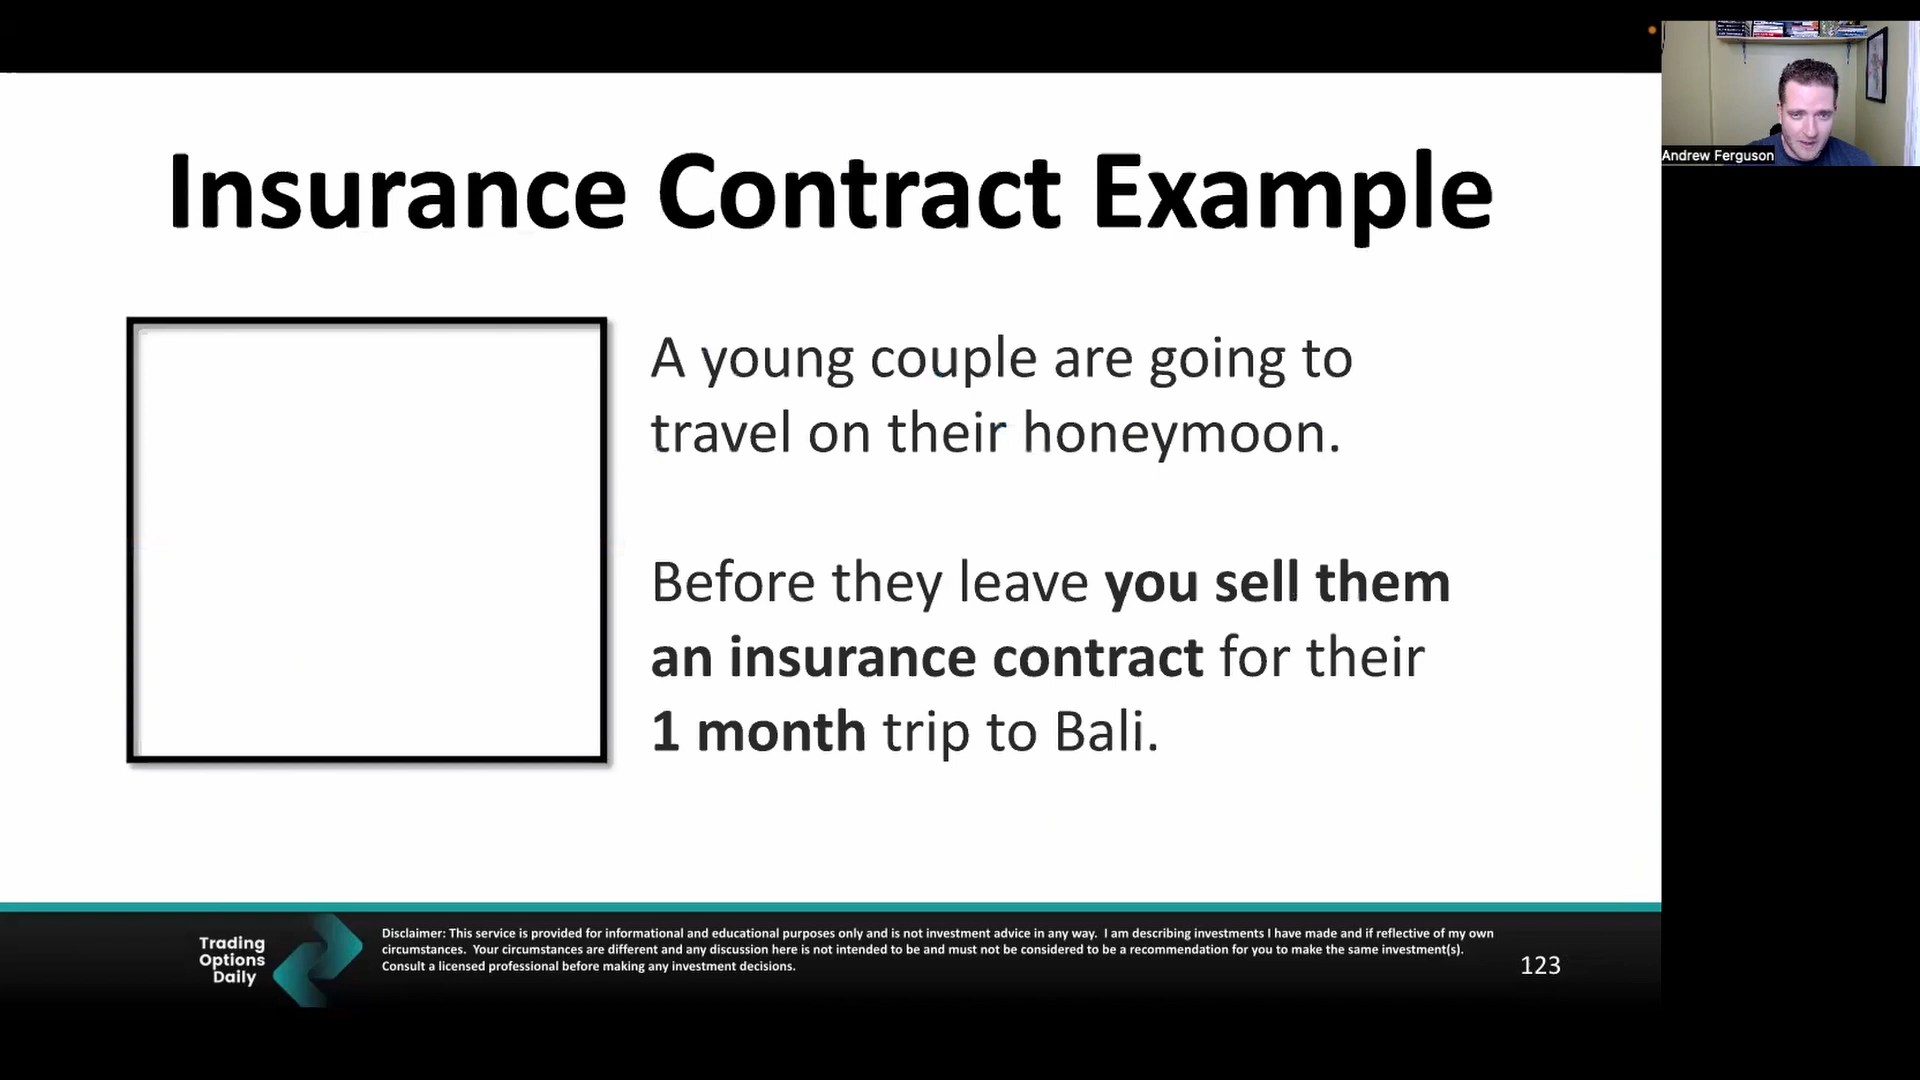 Insurance Contract Example
Andrew Ferguson
A young couple are going to
travel on their honeymoon.
Before they leave you sell them
an insurance contract for their
1 month trip to Bali.
Trading
Options
Daily
Disclaimer: This service is provided for informational and educational purposes only and is not investment advice in any way.  I am describing investments I have made and if reflective of my own
circumstances.  Your circumstances are different and any discussion here is not intended to be and must not be considered to be a recommendation for you to make the same investment(s).
Consult a licensed professional before making any investment decisions.
123